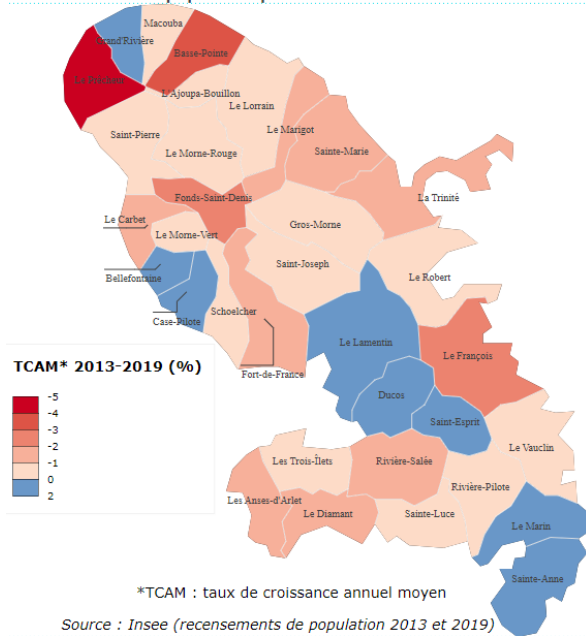 Macouba
Grand'Rivière
Basse-Pointe
Le Prêcheur
L'Ajoupa-Bouillon
Le Lorrain
Saint-Pierre
Le Marigot
Le Morne-Rouge
Sainte-Marie
Fonds-Saint-Denis
La Trinité
Le Carbet
Gros-Morne
Le Morne-Vert
Saint-Joseph
Le Robert
Bellefontaine
Case-Pilote
Schoelcher
Le Lamentin
Le François
TCAM* 2013-2019 (%)
Fort-de-France
Ducos
Saint-Esprit
-5
-4
-3
-2
-1
0
2
Le Vauclin
Les Trois-Îlets
Rivière-Salée
Rivière-Pilote
Les Anses-d'Arlet
Le Diamant
Sainte-Luce
Le Marin
Sainte-Anne
*TCAM : taux de croissance annuel moyen
Source : Insee (recensements de population 2013 et 2019)